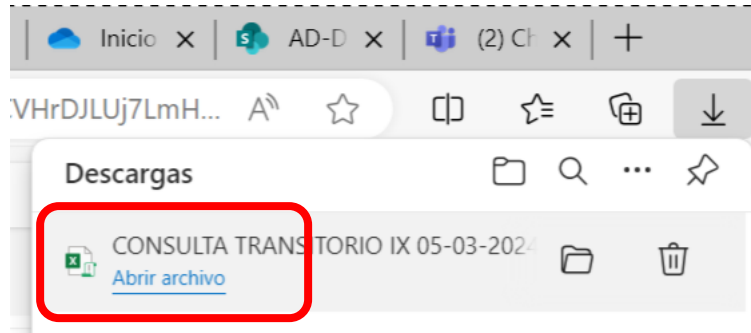 Inicio
AD-D
(2) Ch
VHrDJLUj7LmH...
Descargas
CONSULTA TRANSITORIO IX 05-03-2024
Abrir archivo